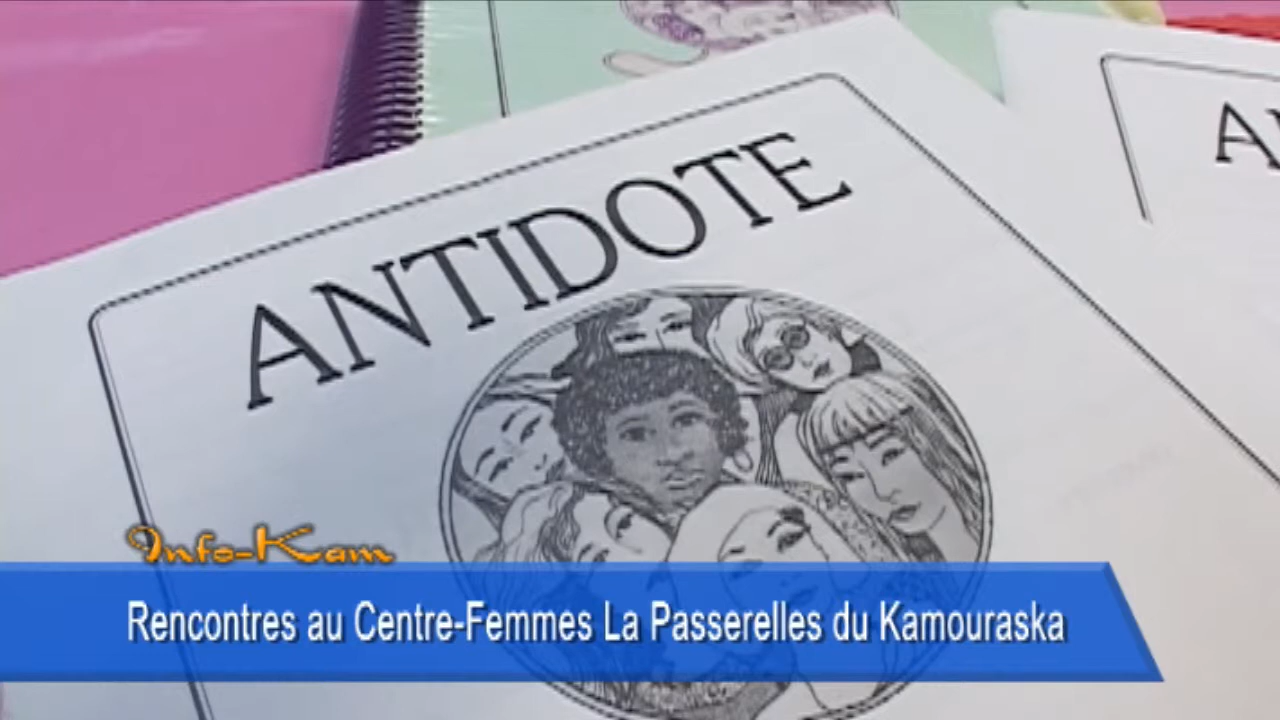 ANTIDOTE
Info-Kam
Rencontres au Centre-Femmes La Passerelles du Kamouraska